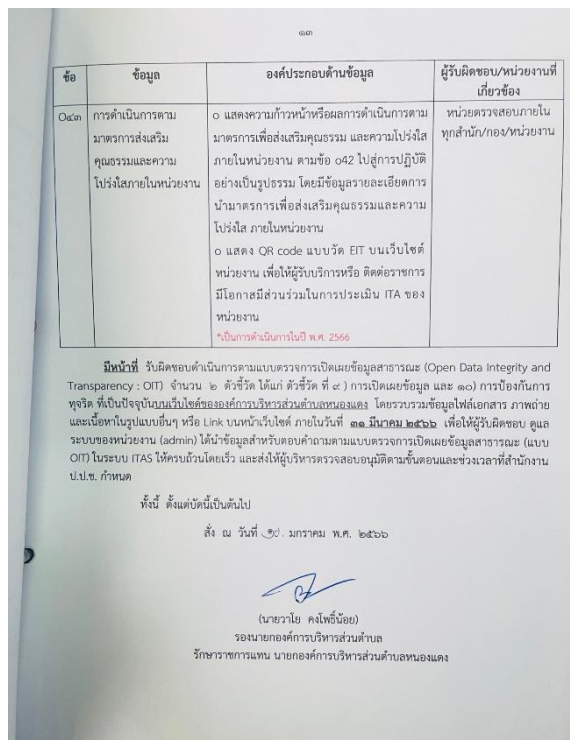 ๑๓
ข้อ
ข้อมูล
องค์ประกอบด้านข้อมูล
ผู้รับผิดชอบ/หน่วยงานที่
เกี่ยวข้อง
O๔๓
การดำเนินการตาม
มาตรการส่งเสริม
คุณธรรมและความ
โปร่งใสภายในหน่วยงาน
o แสดงความก้าวหน้าหรือผลการดำเนินการตาม
มาตรการเพื่อส่งเสริมคุณธรรม และความโปร่งใส
ภายในหน่วยงาน ตามข้อ o42 ไปสู่การปฏิบัติ
อย่างเป็นรูปธรรม โดยมีข้อมูลรายละเอียดการ
นำมาตรการเพื่อส่งเสริมคุณธรรมและความ
โปร่งใส ภายในหน่วยงาน
o แสดง QR code แบบวัด EIT บนเว็บไซต์
หน่วยงาน เพื่อให้ผู้รับบริการหรือ ติดต่อราชการ
มีโอกาสมีส่วนร่วมในการประเมิน ITA ของ
หน่วยงาน
*เป็นการดำเนินการในปี พ.ศ. 2566
หน่วยตรวจสอบภายใน
ทุกสำนัก/กอง/หน่วยงาน
มีหน้าที่ รับผิดชอบดำเนินการตามแบบตรวจการเปิดเผยข้อมูลสาธารณะ (Open Data Integrity and
Transparency : OIT) จำนวน ๒ ตัวชี้วัด ได้แก่ ตัวชี้วัด ที่ ๙ ) การเปิดเผยข้อมูล และ ๑๐) การป้องกันการ
ทุจริต ที่เป็นปัจจุบันบนเว็บไซต์ขององค์การบริหารส่วนตำบลหนองแดง โดยรวบรวมข้อมูลไฟล์เอกสาร ภาพถ่าย
และเนื้อหาในรูปแบบอื่นๆ หรือ Link บนหน้าเว็บไซต์ ภายในวันที่ ๓๑ มีนาคม ๒๕๖๖ เพื่อให้ผู้รับผิดชอบ ดูแล
ระบบของหน่วยงาน (admin) ได้นำข้อมูลสำหรับตอบคำถามตามแบบตรวจการเปิดเผยข้อมูลสาธารณะ (แบบ
OIT) ในระบบ ITAS ให้ครบถ้วนโดยเร็ว และส่งให้ผู้บริหารตรวจสอบอนุมัติตามขั้นตอนและช่วงเวลาที่สำนักงาน
ป.ป.ช. กำหนด
ทั้งนี้ ตั้งแต่บัดนี้เป็นต้นไป
สั่ง ณ วันที่ มกราคม พ.ศ. ๒๕๖๖
(นายวาโย คงโพธิ์น้อย)
รองนายกองค์การบริหารส่วนตำบล
รักษาราชการแทน นายกองค์การบริหารส่วนตำบลหนองแดง